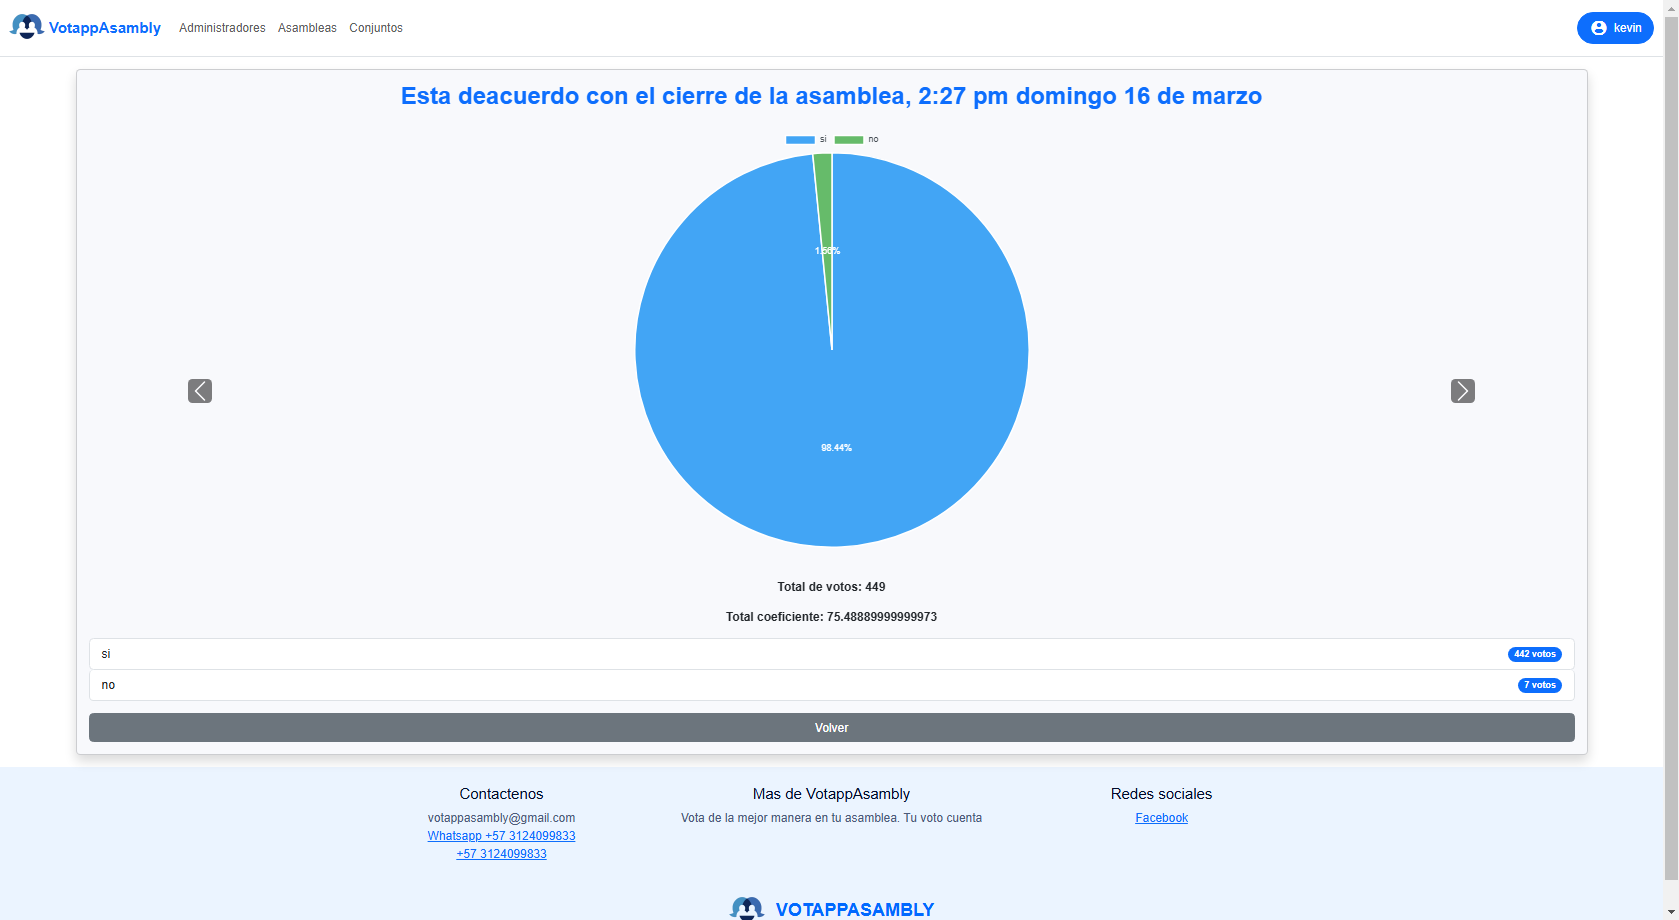 VotappAsambly Administradores Asambleas Conjuntos kevin
Esta deacuerdo con el cierre de la asamblea, 2:27 pm domingo 16 de marzo
si no
1.56%
98.44%
Total de votos: 449
Total coeficiente: 75.48889999999973
si 442 votos
no 7 votos
Volver
Contactenos
votappasambly@gmail.com
Whatsapp +57 3124099833
+57 3124099833
Mas de VotappAsambly
Vota de la mejor manera en tu asamblea. Tu voto cuenta
Redes sociales
Facebook
VOTAPPASAMBLY